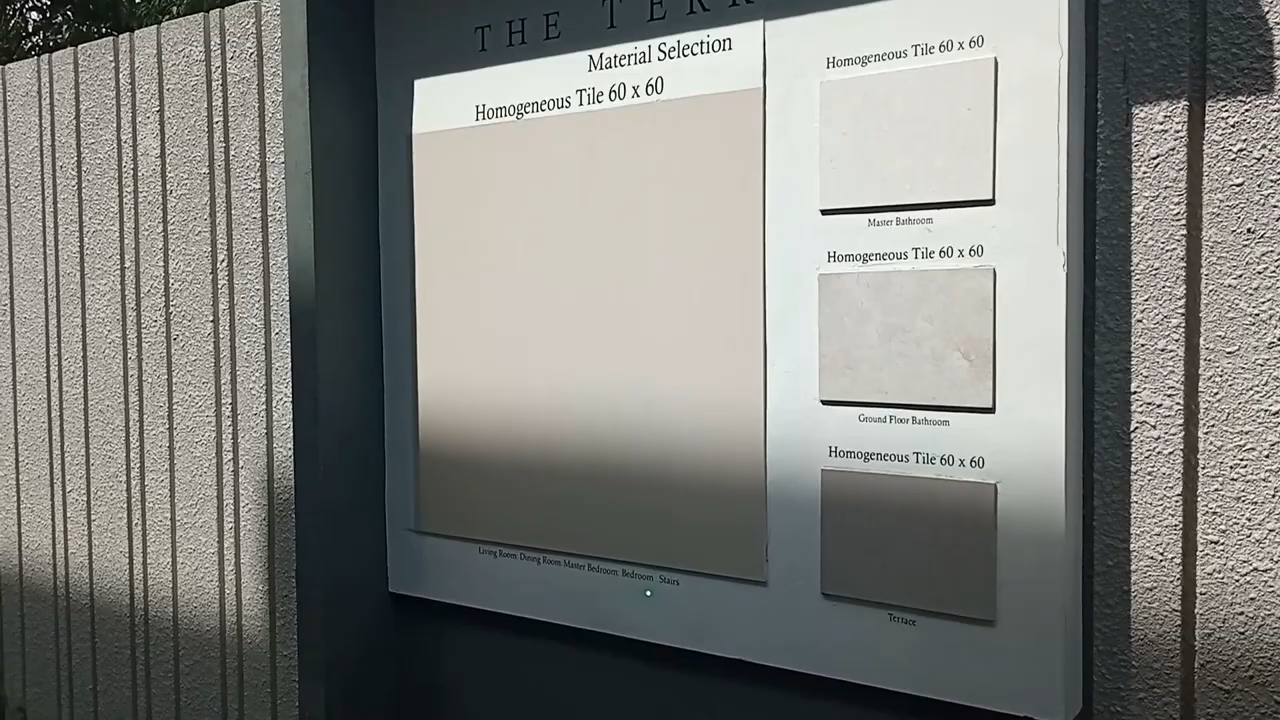 THE TERR
Material Selection
Homogeneous Tile 60 x 60
Living Room: Dining Room: Master Bedroom: Bedroom Stairs
Homogeneous Tile 60 x 60
Master Bathroom
Homogeneous Tile 60 x 60
Ground Floor Bathroom
Homogeneous Tile 60 x 60
Terrace